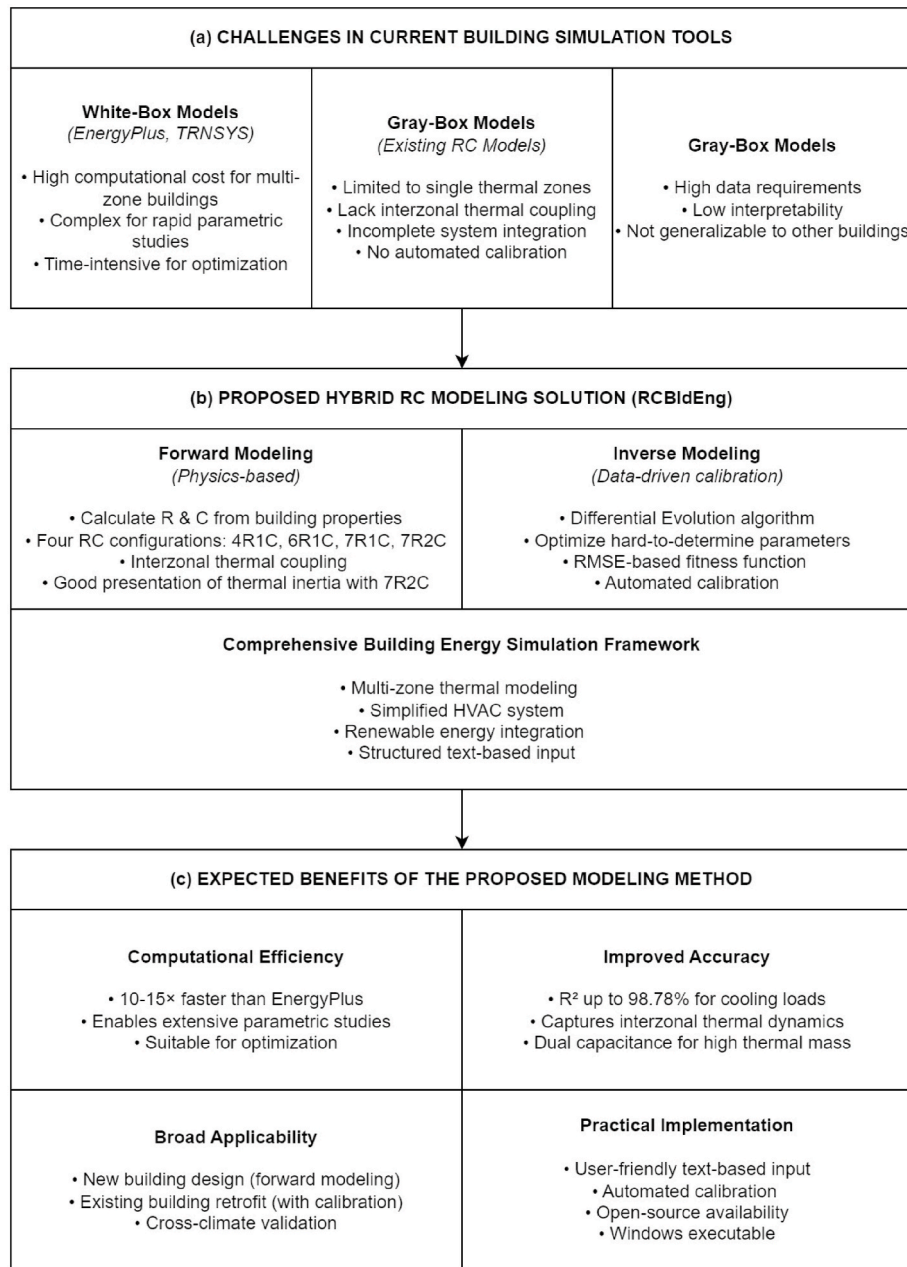 (a) CHALLENGES IN CURRENT BUILDING SIMULATION TOOLS
White-Box Models
(EnergyPlus, TRNSYS)
• High computational cost for multi-
zone buildings
• Complex for rapid parametric
studies
• Time-intensive for optimization
Gray-Box Models
(Existing RC Models)
• Limited to single thermal zones
• Lack interzonal thermal coupling
• Incomplete system integration
• No automated calibration
Gray-Box Models
• High data requirements
• Low interpretability
• Not generalizable to other buildings
(b) PROPOSED HYBRID RC MODELING SOLUTION (RCBldEng)
Forward Modeling
(Physics-based)
• Calculate R & C from building properties
• Four RC configurations: 4R1C, 6R1C, 7R1C, 7R2C
• Interzonal thermal coupling
• Good presentation of thermal inertia with 7R2C
Inverse Modeling
(Data-driven calibration)
• Differential Evolution algorithm
• Optimize hard-to-determine parameters
• RMSE-based fitness function
• Automated calibration
Comprehensive Building Energy Simulation Framework
• Multi-zone thermal modeling
• Simplified HVAC system
• Renewable energy integration
• Structured text-based input
(c) EXPECTED BENEFITS OF THE PROPOSED MODELING METHOD
Computational Efficiency
• 10-15× faster than EnergyPlus
• Enables extensive parametric studies
• Suitable for optimization
Improved Accuracy
• R² up to 98.78% for cooling loads
• Captures interzonal thermal dynamics
• Dual capacitance for high thermal mass
Broad Applicability
• New building design (forward modeling)
• Existing building retrofit (with calibration)
• Cross-climate validation
Practical Implementation
• User-friendly text-based input
• Automated calibration
• Open-source availability
• Windows executable